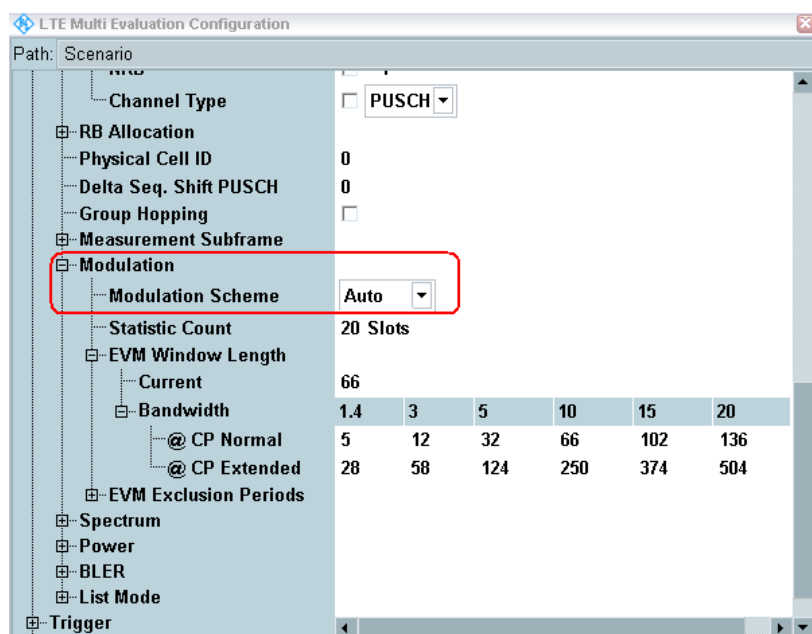 LTE Multi Evaluation Configuration
Path: Scenario
Channel Type PUSCH
RB Allocation
Physical Cell ID 0
Delta Seq. Shift PUSCH 0
Group Hopping
Measurement Subframe
Modulation
Modulation Scheme Auto
Statistic Count 20 Slots
EVM Window Length
Current 66
Bandwidth 1.4 3 5 10 15 20
@ CP Normal 5 12 32 66 102 136
@ CP Extended 28 58 124 250 374 504
EVM Exclusion Periods
Spectrum
Power
BLER
List Mode
Trigger